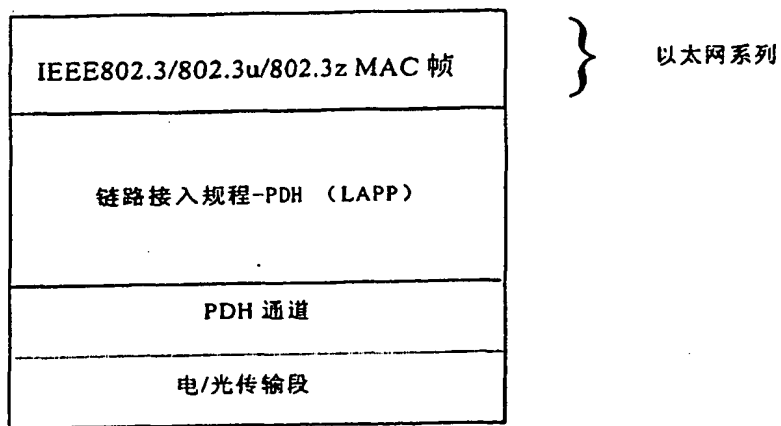 IEEE802.3/802.3u/802.3z MAC 帧
以太网系列
链路接入规程-PDH （LAPP）
PDH 通道
电/光传输段